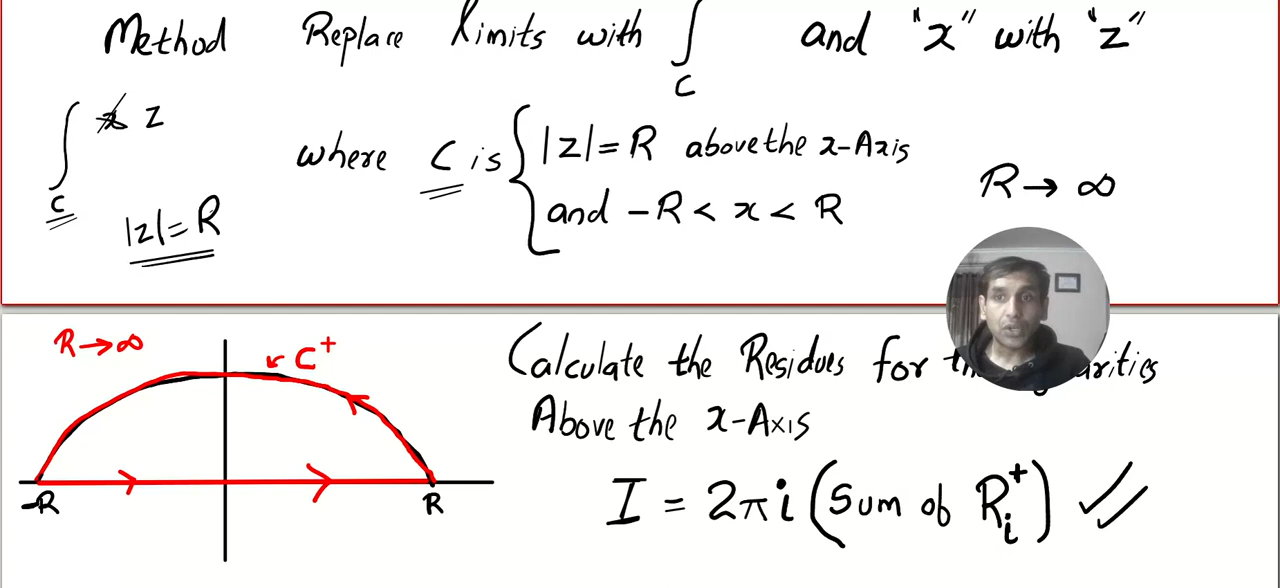 Method Replace limits with ∫ and "x" with "z"
C
∫ z
C
|z| = R
where C is { |z| = R above the x-Axis
and -R < x < R
R → ∞
R → ∞
C⁺
-R R
Calculate the Residues for
Above the x-Axis
I = 2πi (Sum of Rᵢ⁺)